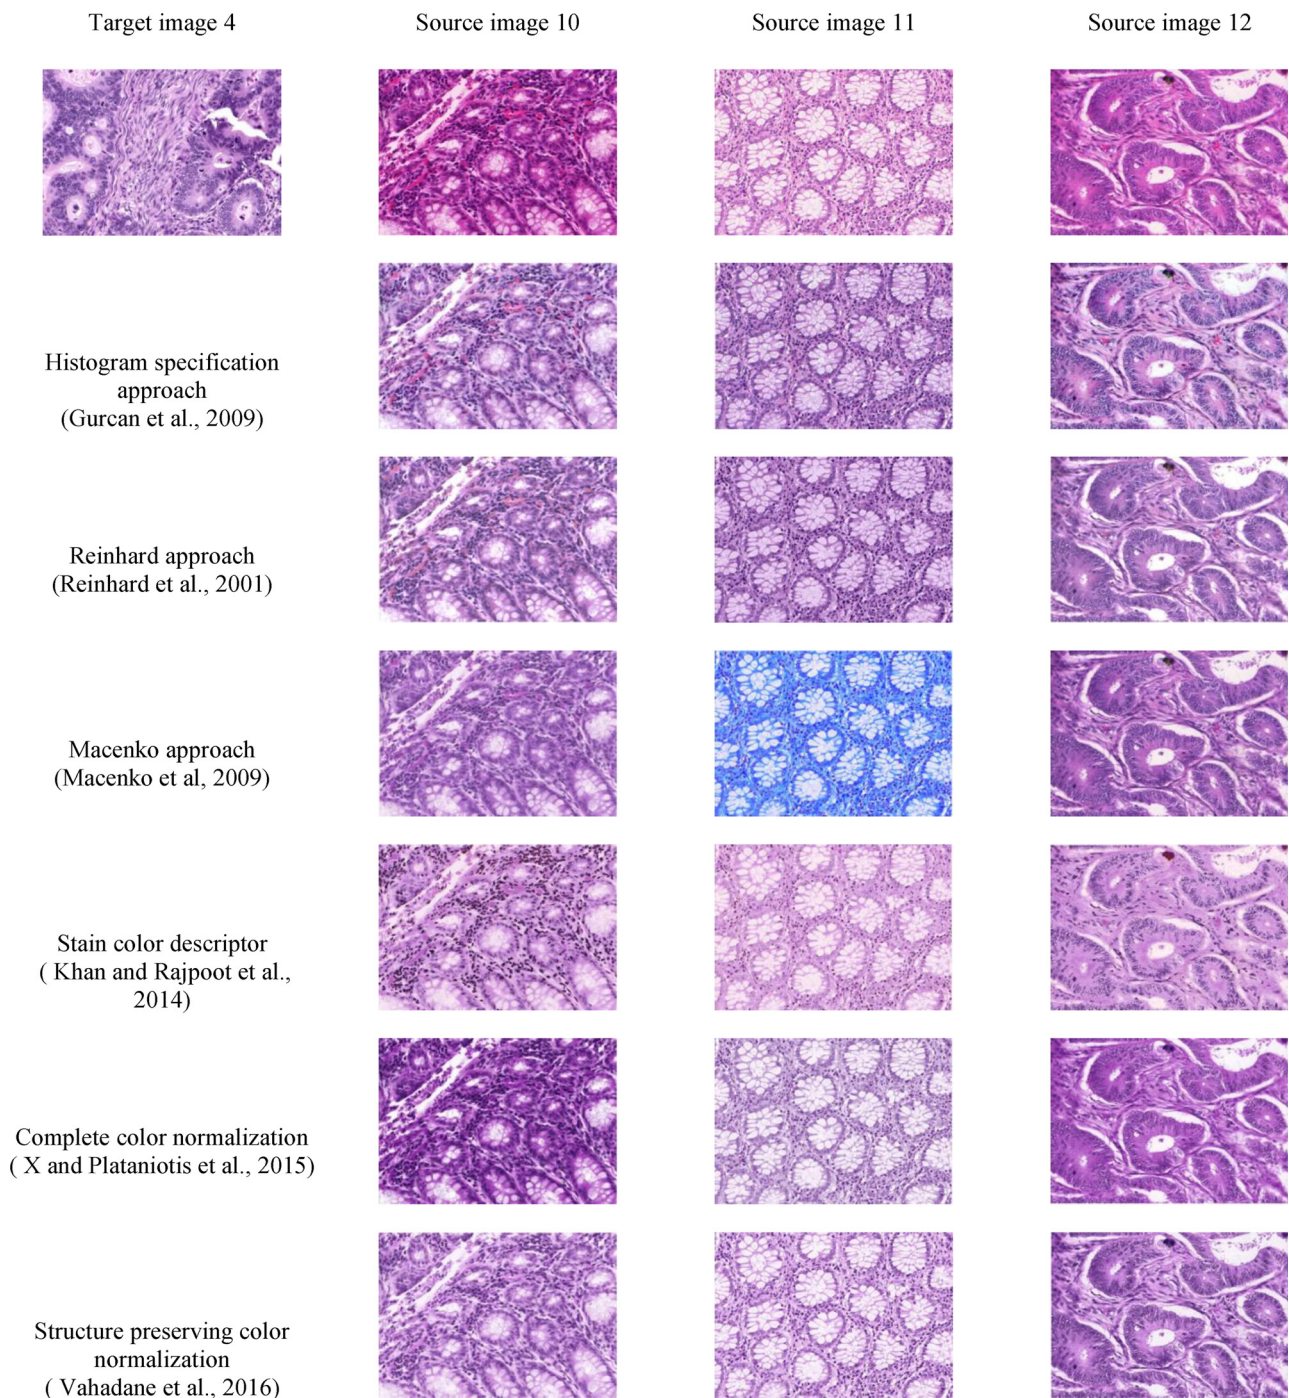 Target image 4
Source image 10
Source image 11
Source image 12
Histogram specification
approach
(Gurcan et al., 2009)
Reinhard approach
(Reinhard et al., 2001)
Macenko approach
(Macenko et al, 2009)
Stain color descriptor
( Khan and Rajpoot et al.,
2014)
Complete color normalization
( X and Plataniotis et al., 2015)
Structure preserving color
normalization
( Vahadane et al., 2016)